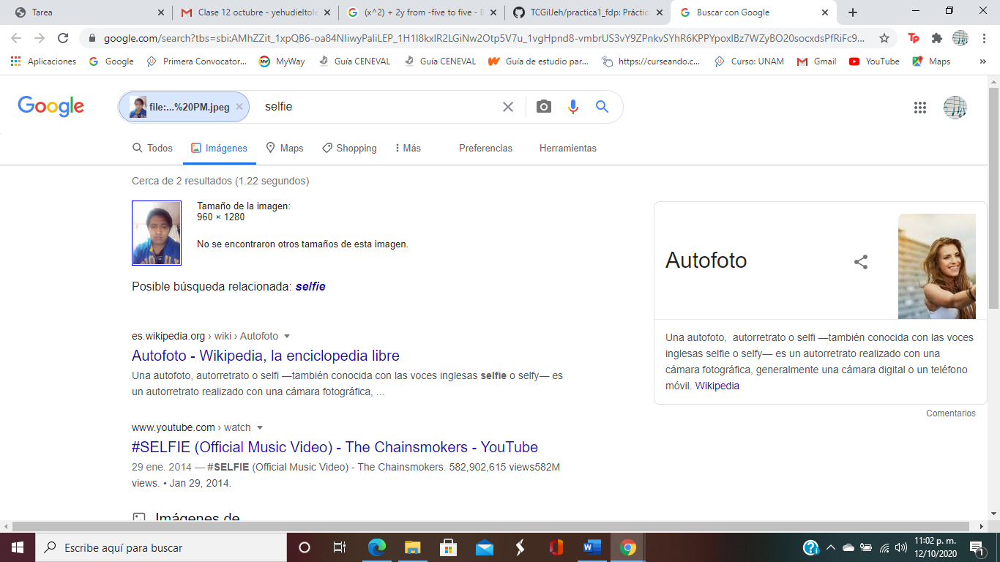 Tarea
Clase 12 octubre - yehudieltole
(x^2) + 2y from -five to five - B
TCGilJeh/practica1_fdp: Práctic
Buscar con Google
google.com/search?tbs=sbi:AMhZZit_1xpQB6-oa84NIiwyPaIiLEP_1H1I8kxIR2LGiNw2Otp5V7u_1vgHpnd8-vmbrUS3vY9ZPnkvSYhR6KPPYpoxIBz7WZyBO20socxdsPfRiFc9...
Aplicaciones Google Primera Convocator... MyWay Guía CENEVAL Guía CENEVAL Guía de estudio par... https://curseando.c... Curso: UNAM Gmail YouTube Maps »
Google
file:...%20PM.jpeg
selfie
Todos Imágenes Maps Shopping Más Preferencias Herramientas
Cerca de 2 resultados (1.22 segundos)
Tamaño de la imagen:
960 × 1280
No se encontraron otros tamaños de esta imagen.
Posible búsqueda relacionada: selfie
es.wikipedia.org › wiki › Autofoto
Autofoto - Wikipedia, la enciclopedia libre
Una autofoto, autorretrato o selfi —también conocida con las voces inglesas selfie o selfy— es
un autorretrato realizado con una cámara fotográfica, ...
www.youtube.com › watch
#SELFIE (Official Music Video) - The Chainsmokers - YouTube
29 ene. 2014 — #SELFIE (Official Music Video) - The Chainsmokers. 582,902,615 views582M
views. • Jan 29, 2014.
Imágenes de
Autofoto
Una autofoto, autorretrato o selfi —también conocida con las voces
inglesas selfie o selfy— es un autorretrato realizado con una
cámara fotográfica, generalmente una cámara digital o un teléfono
móvil. Wikipedia
Comentarios
Escribe aquí para buscar
11:02 p. m.
12/10/2020
1